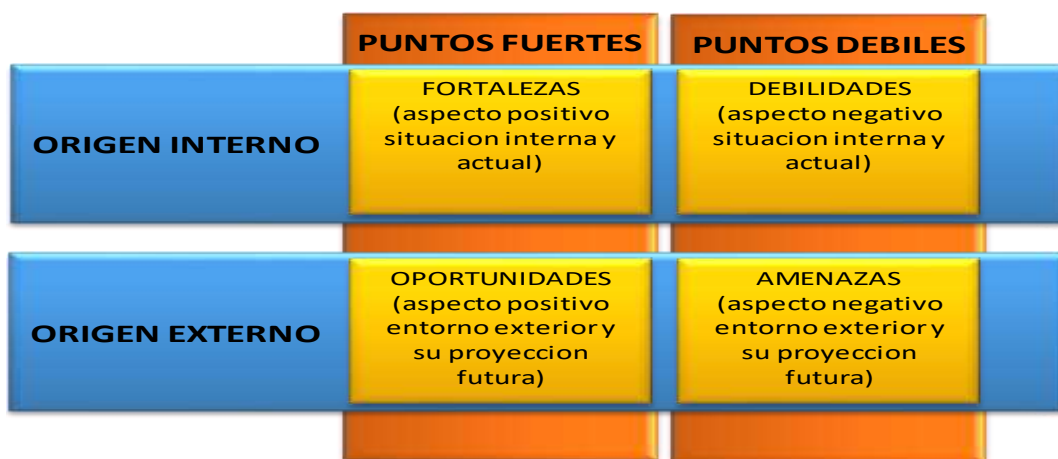 PUNTOS FUERTES
PUNTOS DEBILES
ORIGEN INTERNO
FORTALEZAS
(aspecto positivo
situacion interna y
actual)
DEBILIDADES
(aspecto negativo
situacion interna y
actual)
ORIGEN EXTERNO
OPORTUNIDADES
(aspecto positivo
entorno exterior y
su proyeccion
futura)
AMENAZAS
(aspecto negativo
entorno exterior y
su proyeccion
futura)